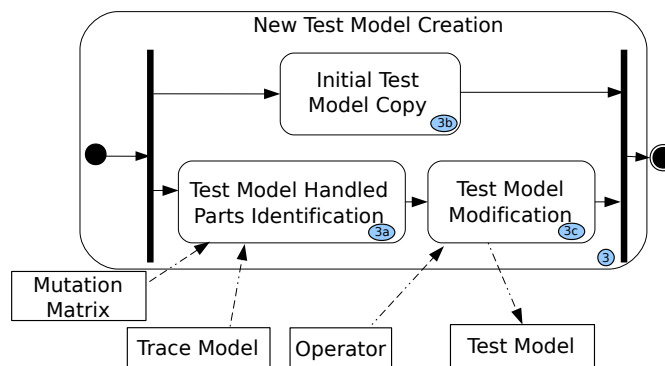 New Test Model Creation
Initial Test
Model Copy
3b
Test Model Handled
Parts Identification
3a
Test Model
Modification
3c
3
Mutation
Matrix
Trace Model
Operator
Test Model